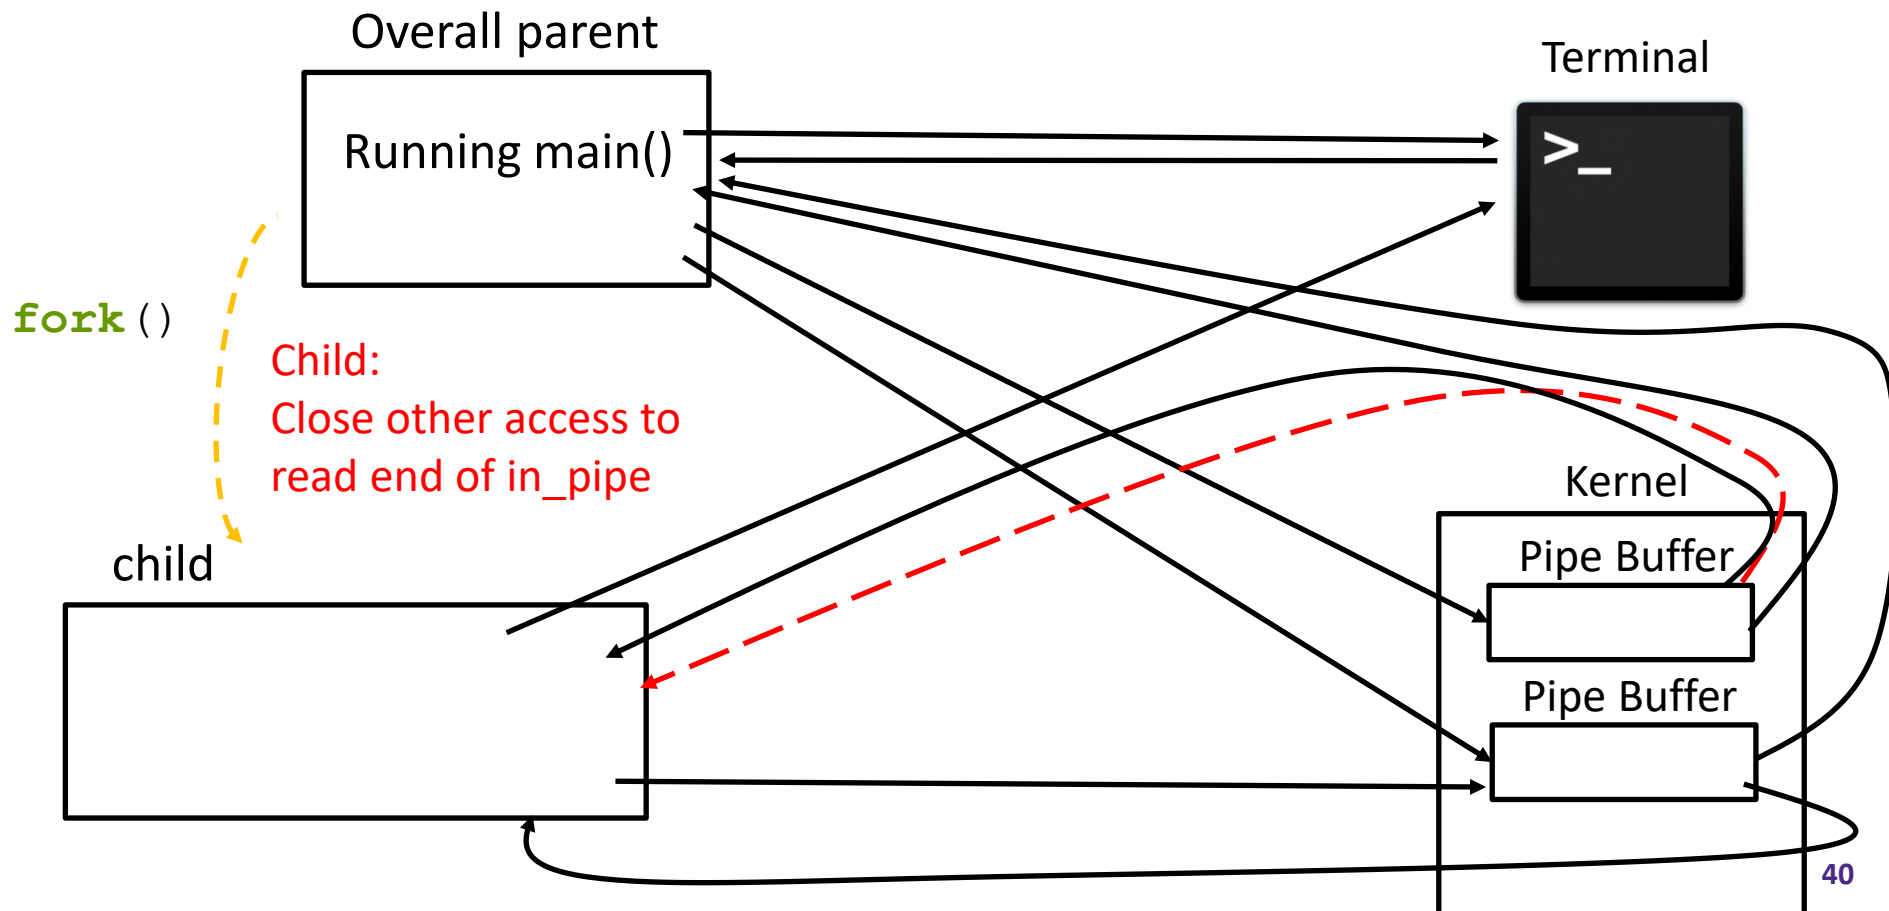 Overall parent
Terminal
Running main()
>_
fork()
Child:
Close other access to
read end of in_pipe
Kernel
child
Pipe Buffer
Pipe Buffer
40